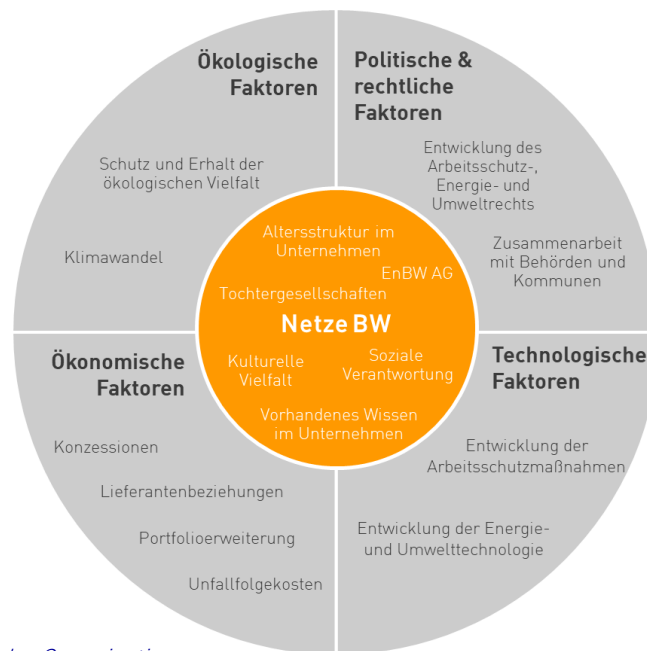 Ökologische
Faktoren
Schutz und Erhalt der
ökologischen Vielfalt
Klimawandel
Politische &
rechtliche
Faktoren
Entwicklung des
Arbeitsschutz-,
Energie- und
Umweltrechts
Zusammenarbeit
mit Behörden und
Kommunen
Altersstruktur im
Unternehmen
EnBW AG
Tochtergesellschaften
Netze BW
Kulturelle
Vielfalt
Soziale
Verantwortung
Vorhandenes Wissen
im Unternehmen
Ökonomische
Faktoren
Konzessionen
Lieferantenbeziehungen
Portfolioerweiterung
Unfallfolgekosten
Technologische
Faktoren
Entwicklung der
Arbeitsschutzmaßnahmen
Entwicklung der Energie-
und Umwelttechnologie